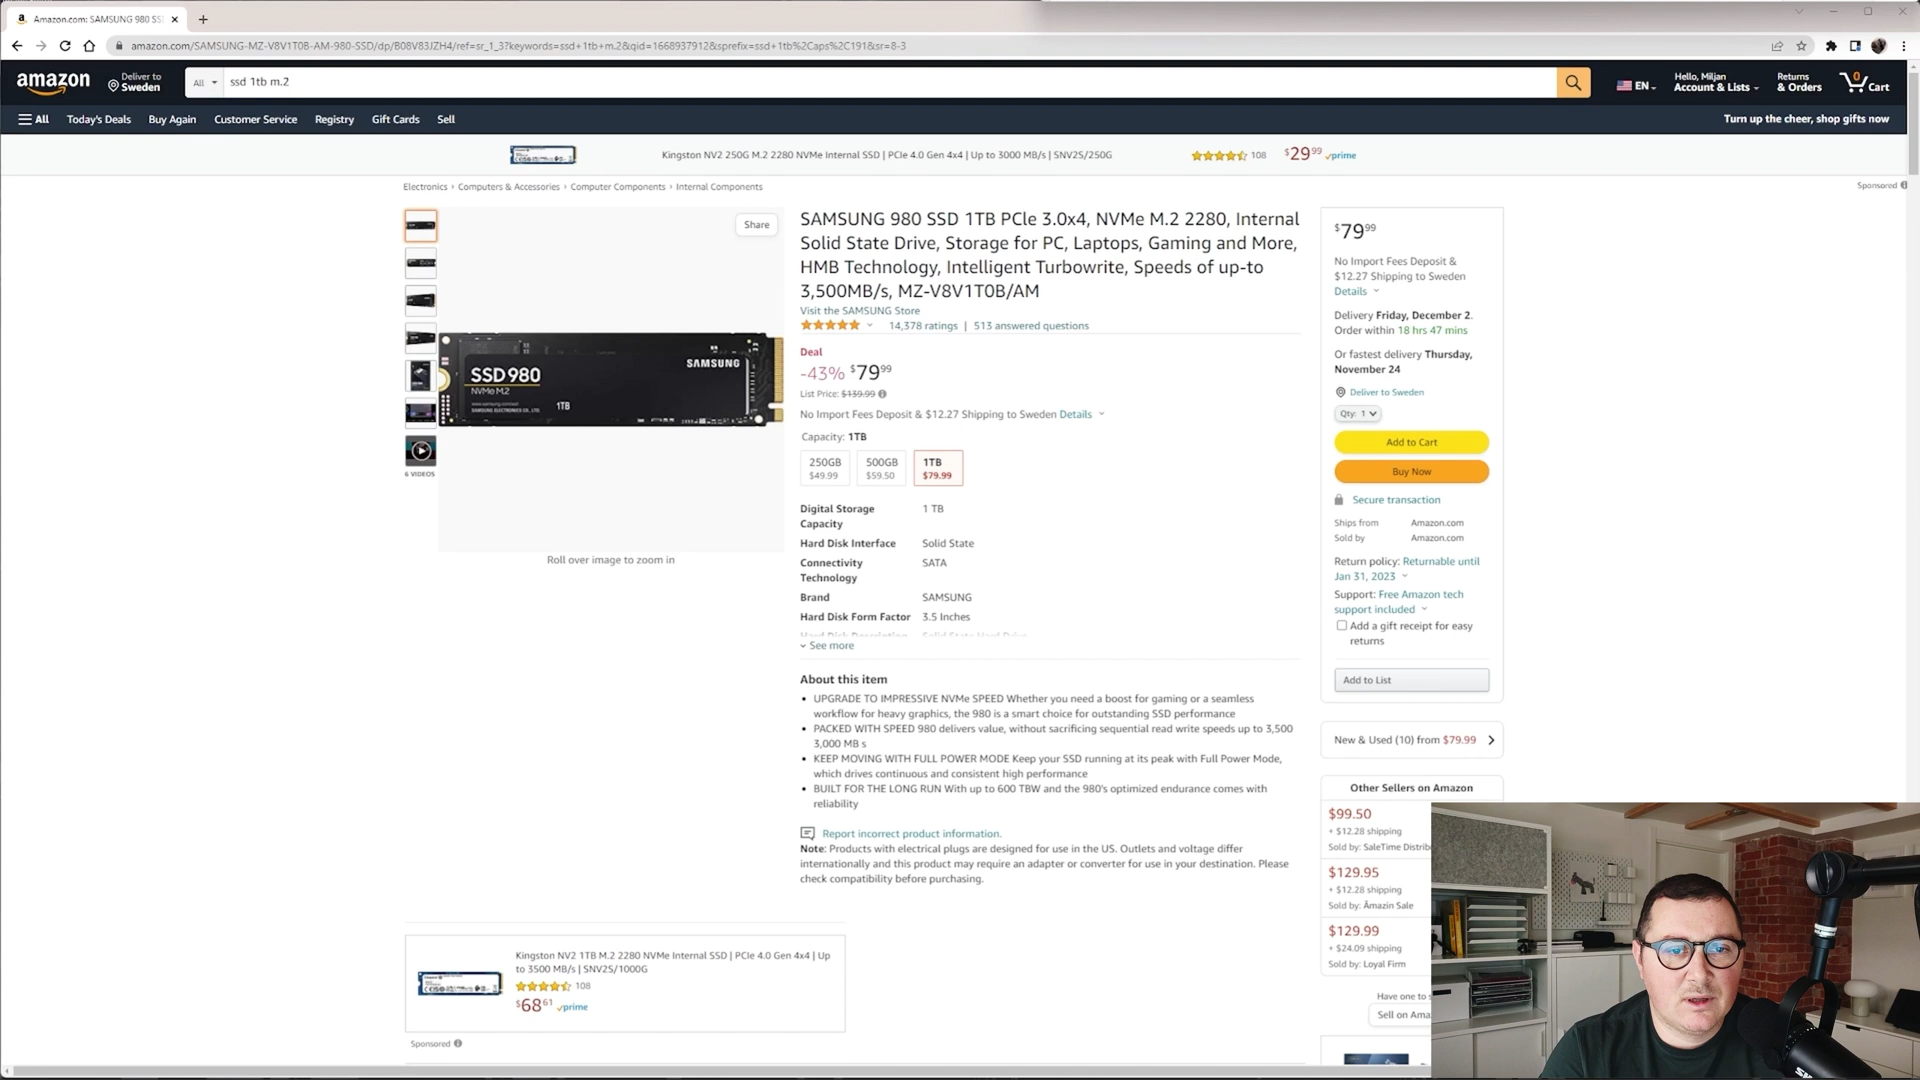 Amazon.com: SAMSUNG 980 SS
amazon.com/SAMSUNG-MZ-V8V1T0B-AM-980-SSD/dp/B08V83JZH4/ref=sr_1_3?keywords=ssd+1tb+m.2&qid=1668937912&sprefix=ssd+1tb%2Caps%2C191&sr=8-3
amazon
Deliver to
Sweden
All
ssd 1tb m.2
EN
Hello, Miljan
Account & Lists
Returns
& Orders
0
Cart
All
Today's Deals
Buy Again
Customer Service
Registry
Gift Cards
Sell
Turn up the cheer, shop gifts now
Kingston NV2 250G M.2 2280 NVMe Internal SSD | PCIe 4.0 Gen 4x4 | Up to 3000 MB/s | SNV2S/250G
108
$29 99
prime
Electronics › Computers & Accessories › Computer Components › Internal Components
Sponsored
Share
SAMSUNG
SSD 980
NVMe M.2
SAMSUNG ELECTRONICS CO., LTD.
1TB
6 VIDEOS
Roll over image to zoom in
SAMSUNG 980 SSD 1TB PCle 3.0x4, NVMe M.2 2280, Internal
Solid State Drive, Storage for PC, Laptops, Gaming and More,
HMB Technology, Intelligent Turbowrite, Speeds of up-to
3,500MB/s, MZ-V8V1T0B/AM
Visit the SAMSUNG Store
14,378 ratings | 513 answered questions
Deal
-43% $79 99
List Price: $139.99
No Import Fees Deposit & $12.27 Shipping to Sweden Details
Capacity: 1TB
250GB
$49.99
500GB
$59.50
1TB
$79.99
Digital Storage
Capacity
1 TB
Hard Disk Interface
Solid State
Connectivity
Technology
SATA
Brand
SAMSUNG
Hard Disk Form Factor
3.5 Inches
Hard Disk Description
Solid State Hard Drive
See more
About this item
• UPGRADE TO IMPRESSIVE NVMe SPEED Whether you need a boost for gaming or a seamless
workflow for heavy graphics, the 980 is a smart choice for outstanding SSD performance
• PACKED WITH SPEED 980 delivers value, without sacrificing sequential read write speeds up to 3,500
3,000 MB s
• KEEP MOVING WITH FULL POWER MODE Keep your SSD running at its peak with Full Power Mode,
which drives continuous and consistent high performance
• BUILT FOR THE LONG RUN With up to 600 TBW and the 980's optimized endurance comes with
reliability
Report incorrect product information.
Note: Products with electrical plugs are designed for use in the US. Outlets and voltage differ
internationally and this product may require an adapter or converter for use in your destination. Please
check compatibility before purchasing.
$79 99
No Import Fees Deposit &
$12.27 Shipping to Sweden
Details
Delivery Friday, December 2.
Order within 18 hrs 47 mins
Or fastest delivery Thursday,
November 24
Deliver to Sweden
Qty: 1
Add to Cart
Buy Now
Secure transaction
Ships from Amazon.com
Sold by Amazon.com
Return policy: Returnable until
Jan 31, 2023
Support: Free Amazon tech
support included
Add a gift receipt for easy
returns
Add to List
New & Used (10) from $79.99
Other Sellers on Amazon
$99.50
+ $12.28 shipping
Sold by: SaleTime Distrib
$129.95
+ $12.28 shipping
Sold by: Âmazin Sale
$129.99
+ $24.09 shipping
Sold by: Loyal Firm
Have one to s
Sell on Ama
Kingston NV2 1TB M.2 2280 NVMe Internal SSD | PCIe 4.0 Gen 4x4 | Up
to 3500 MB/s | SNV2S/1000G
108
$68 61
prime
Sponsored